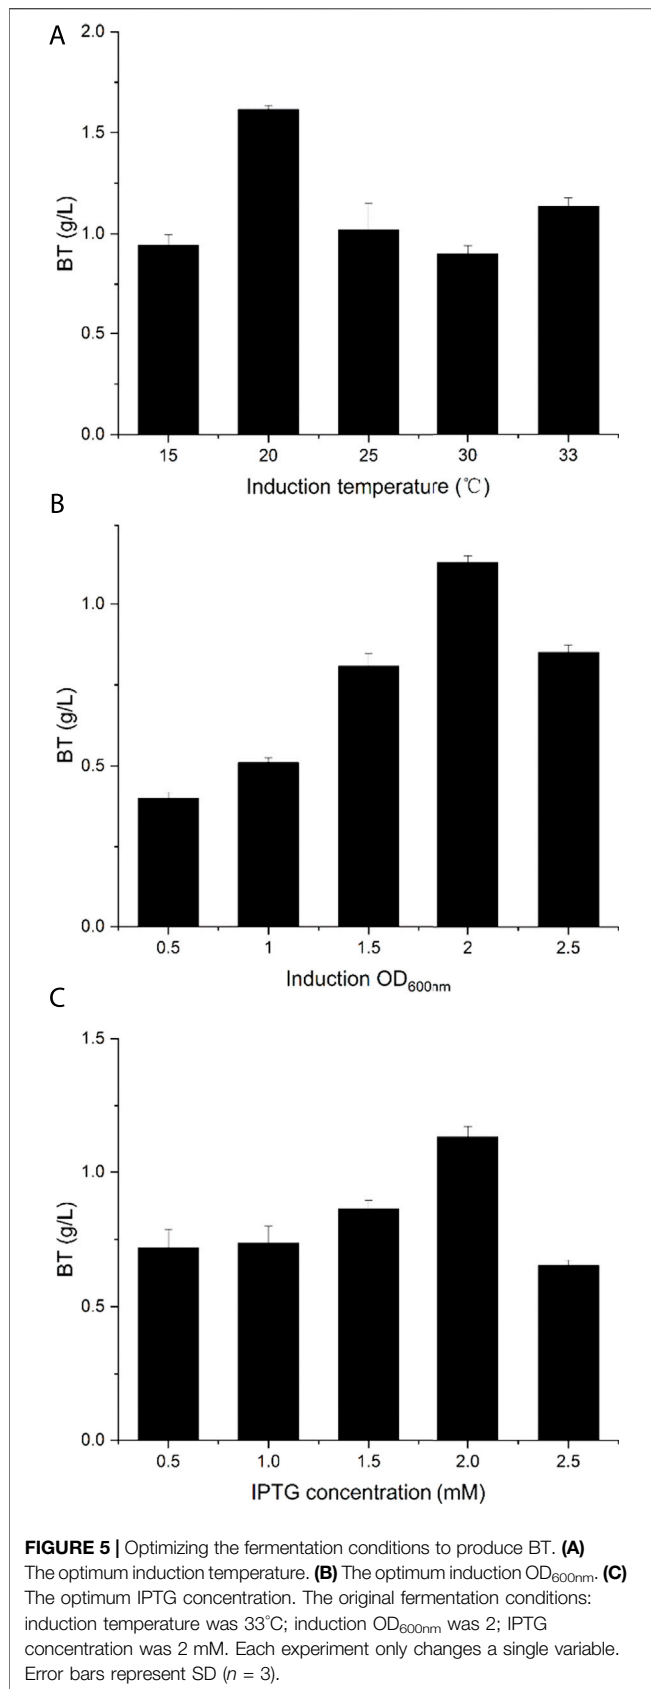 A
2.0
1.5
1.0
0.5
0.0
BT (g/L)
15 20 25 30 33
Induction temperature (℃)
B
1.0
0.5
0.0
BT (g/L)
0.5 1 1.5 2 2.5
Induction OD600nm
C
1.5
1.0
0.5
0.0
BT (g/L)
0.5 1.0 1.5 2.0 2.5
IPTG concentration (mM)
FIGURE 5 | Optimizing the fermentation conditions to produce BT. (A)
The optimum induction temperature. (B) The optimum induction OD600nm. (C)
The optimum IPTG concentration. The original fermentation conditions:
induction temperature was 33°C; induction OD600nm was 2; IPTG
concentration was 2 mM. Each experiment only changes a single variable.
Error bars represent SD (n = 3).